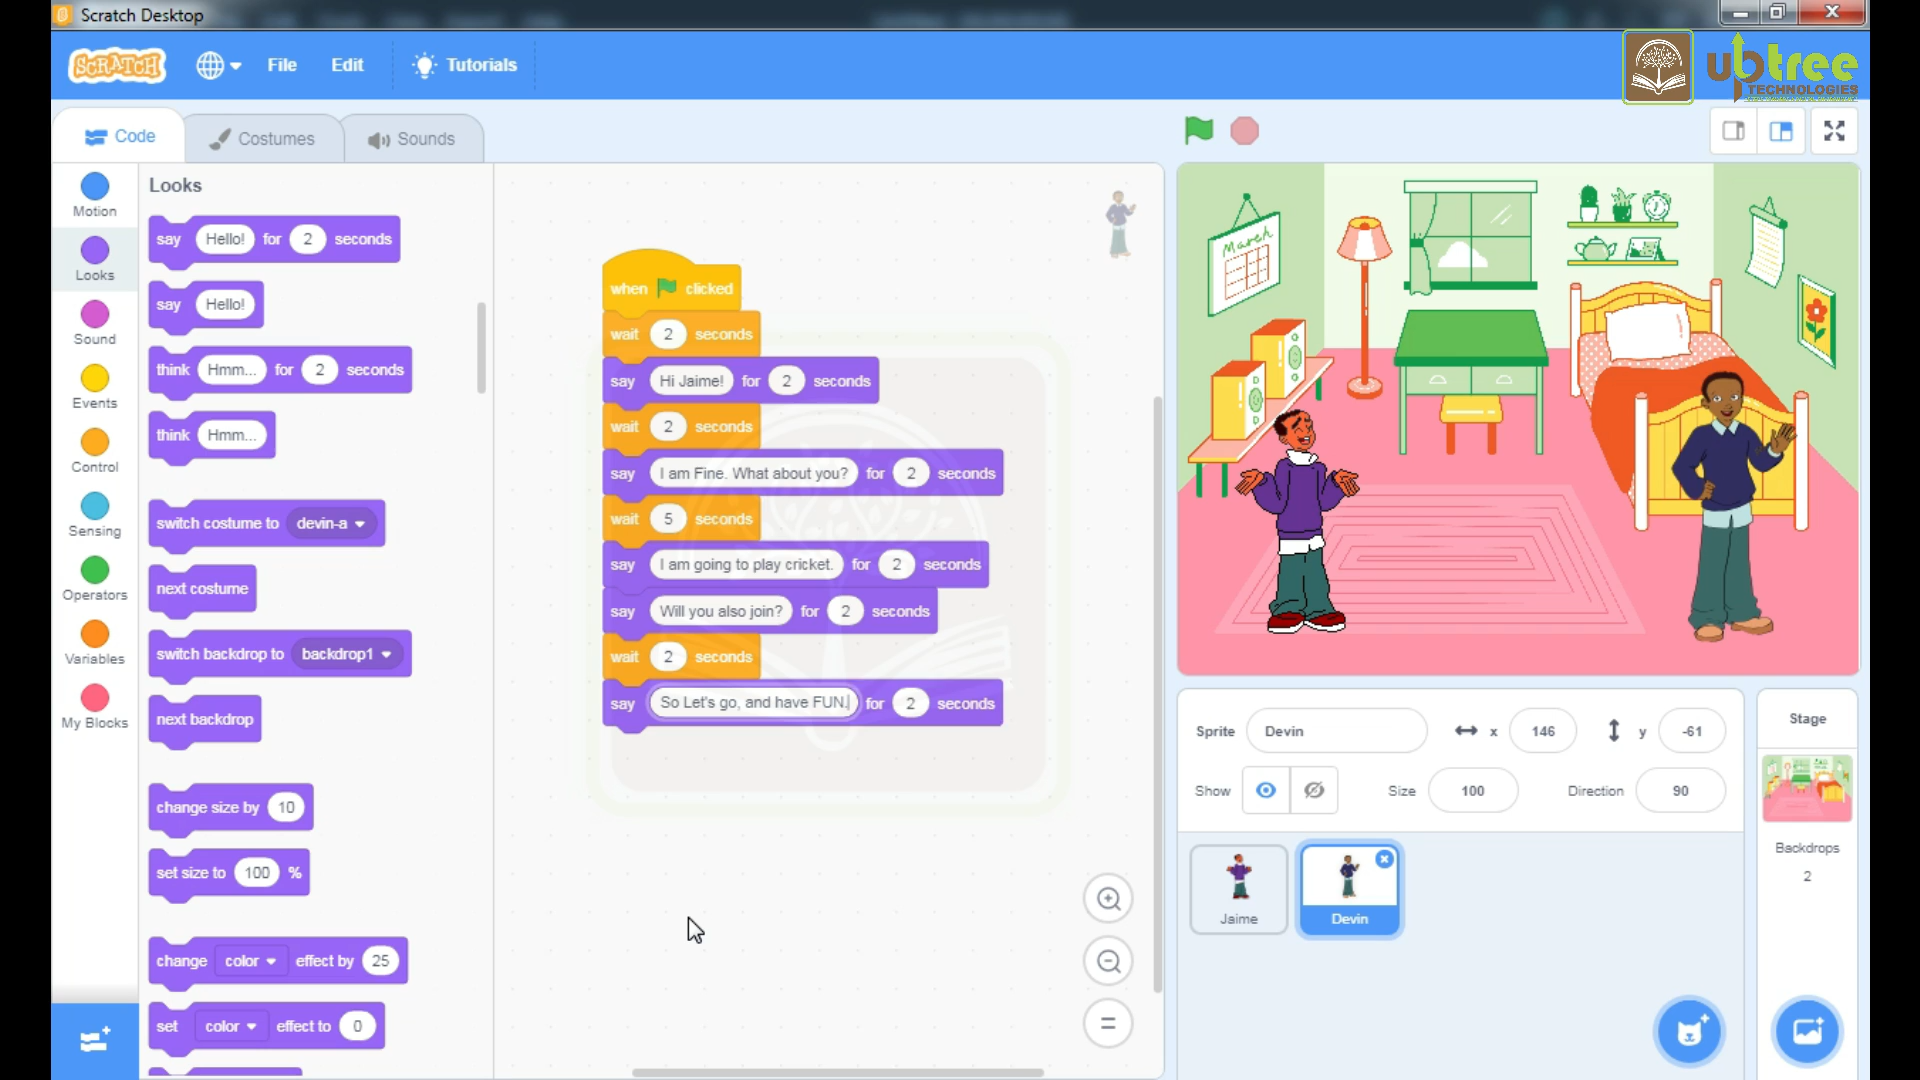 Scratch Desktop
SCRATCH
File
Edit
Tutorials
ubtree
TECHNOLOGIES
Code
Costumes
Sounds
Motion
Looks
Sound
Events
Control
Sensing
Operators
Variables
My Blocks
Looks
say Hello! for 2 seconds
say Hello!
think Hmm... for 2 seconds
think Hmm...
switch costume to devin-a
next costume
switch backdrop to backdrop1
next backdrop
change size by 10
set size to 100 %
change color effect by 25
set color effect to 0
when clicked
wait 2 seconds
say Hi Jaime! for 2 seconds
wait 2 seconds
say I am Fine. What about you? for 2 seconds
wait 5 seconds
say I am going to play cricket. for 2 seconds
say Will you also join? for 2 seconds
wait 2 seconds
say So Let's go, and have FUN. for 2 seconds
March
Sprite Devin x 146 y -61
Show Size 100 Direction 90
Jaime
Devin
Stage
Backdrops
2